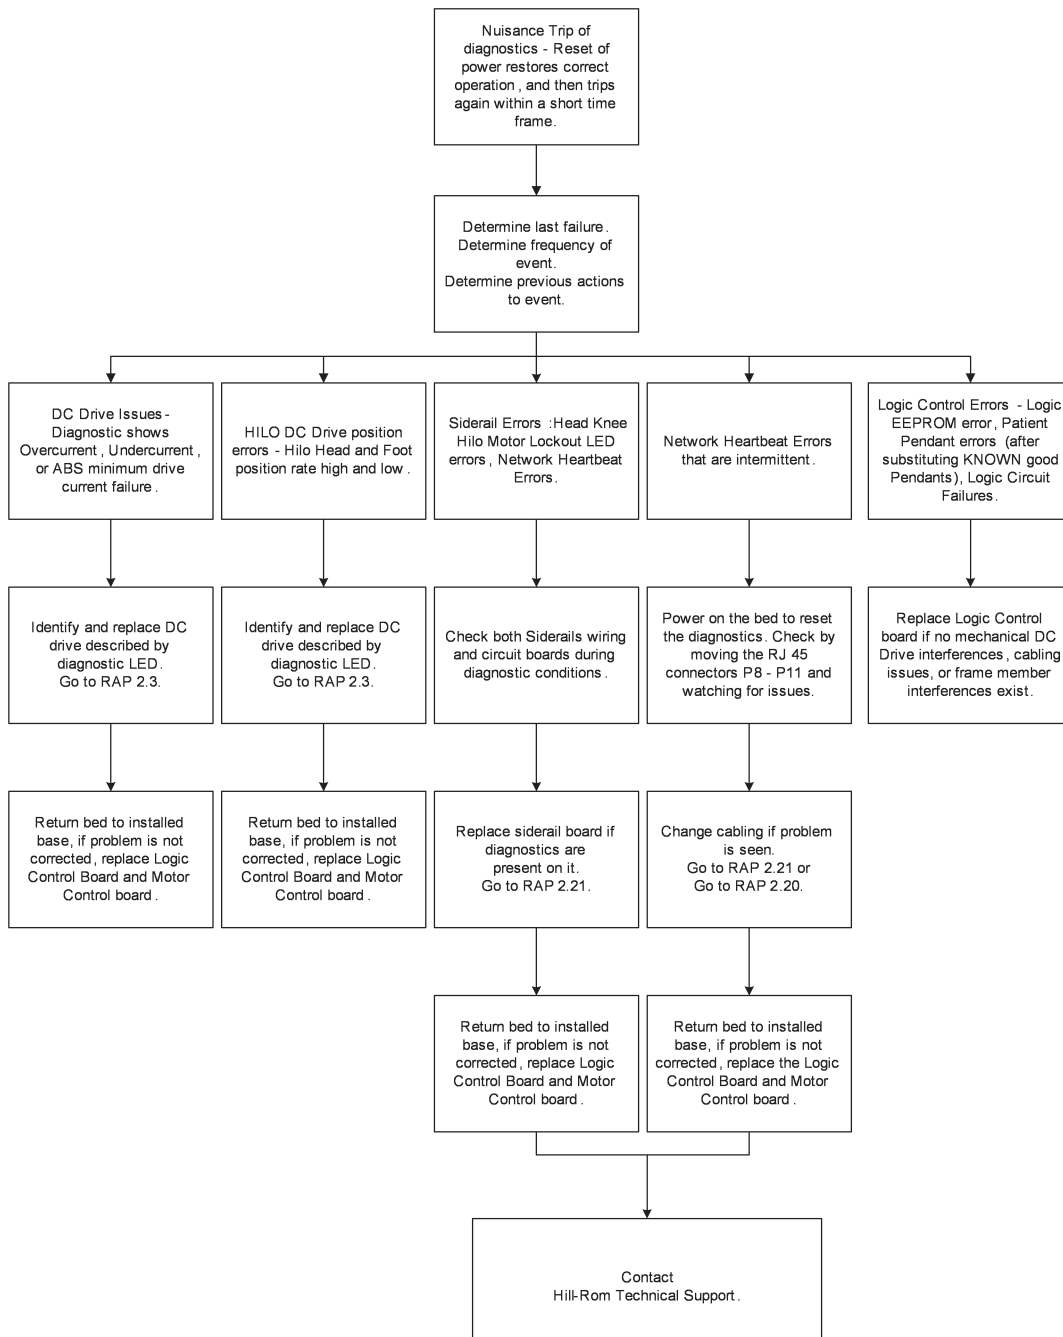 Nuisance Trip of
diagnostics - Reset of
power restores correct
operation, and then trips
again within a short time
frame.
Determine last failure.
Determine frequency of
event.
Determine previous actions
to event.
DC Drive Issues-
Diagnostic shows
Overcurrent, Undercurrent,
or ABS minimum drive
current failure.
HILO DC Drive position
errors - Hilo Head and Foot
position rate high and low.
Siderail Errors :Head Knee
Hilo Motor Lockout LED
errors, Network Heartbeat
Errors.
Network Heartbeat Errors
that are intermittent.
Logic Control Errors - Logic
EEPROM error, Patient
Pendant errors (after
substituting KNOWN good
Pendants), Logic Circuit
Failures.
Identify and replace DC
drive described by
diagnostic LED.
Go to RAP 2.3.
Identify and replace DC
drive described by
diagnostic LED.
Go to RAP 2.3.
Check both Siderails wiring
and circuit boards during
diagnostic conditions.
Power on the bed to reset
the diagnostics. Check by
moving the RJ 45
connectors P8 - P11 and
watching for issues.
Replace Logic Control
board if no mechanical DC
Drive interferences, cabling
issues, or frame member
interferences exist.
Return bed to installed
base, if problem is not
corrected, replace Logic
Control Board and Motor
Control board.
Return bed to installed
base, if problem is not
corrected, replace Logic
Control Board and Motor
Control board.
Replace siderail board if
diagnostics are
present on it.
Go to RAP 2.21.
Change cabling if problem
is seen.
Go to RAP 2.21 or
Go to RAP 2.20.
Return bed to installed
base, if problem is not
corrected, replace Logic
Control Board and Motor
Control board.
Return bed to installed
base, if problem is not
corrected, replace the Logic
Control Board and Motor
Control board.
Contact
Hill-Rom Technical Support.